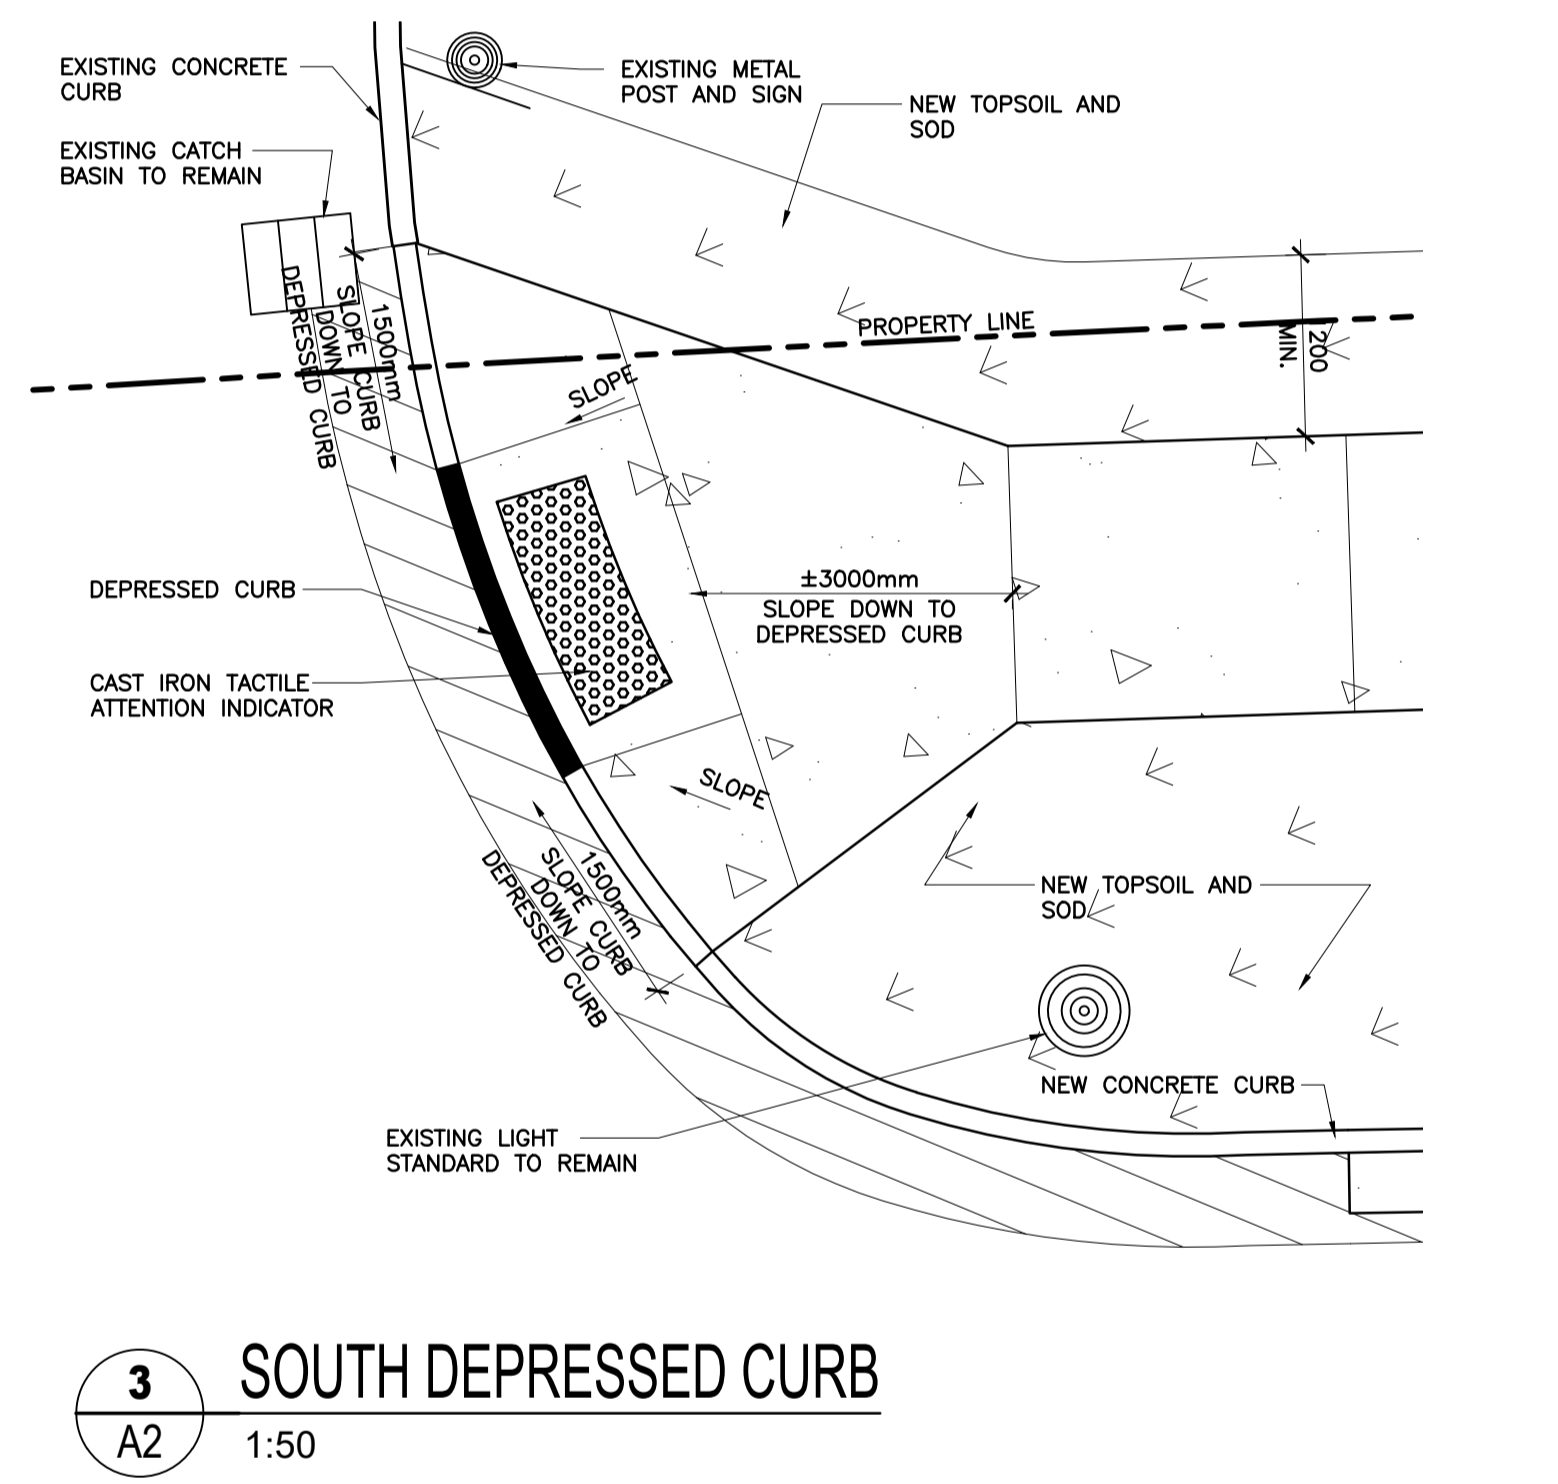 EXISTING CONCRETE
CURB
EXISTING METAL
POST AND SIGN
NEW TOPSOIL AND
SOD
EXISTING CATCH
BASIN TO REMAIN
PROPERTY LINE
200
MIN.
1500mm
SLOPE CURB
DOWN TO
DEPRESSED CURB
SLOPE
±3000mm
SLOPE DOWN TO
DEPRESSED CURB
DEPRESSED CURB
CAST IRON TACTILE
ATTENTION INDICATOR
SLOPE
1500mm
SLOPE CURB
DOWN TO
DEPRESSED CURB
NEW TOPSOIL AND
SOD
NEW CONCRETE CURB
EXISTING LIGHT
STANDARD TO REMAIN
3
A2
SOUTH DEPRESSED CURB
1:50